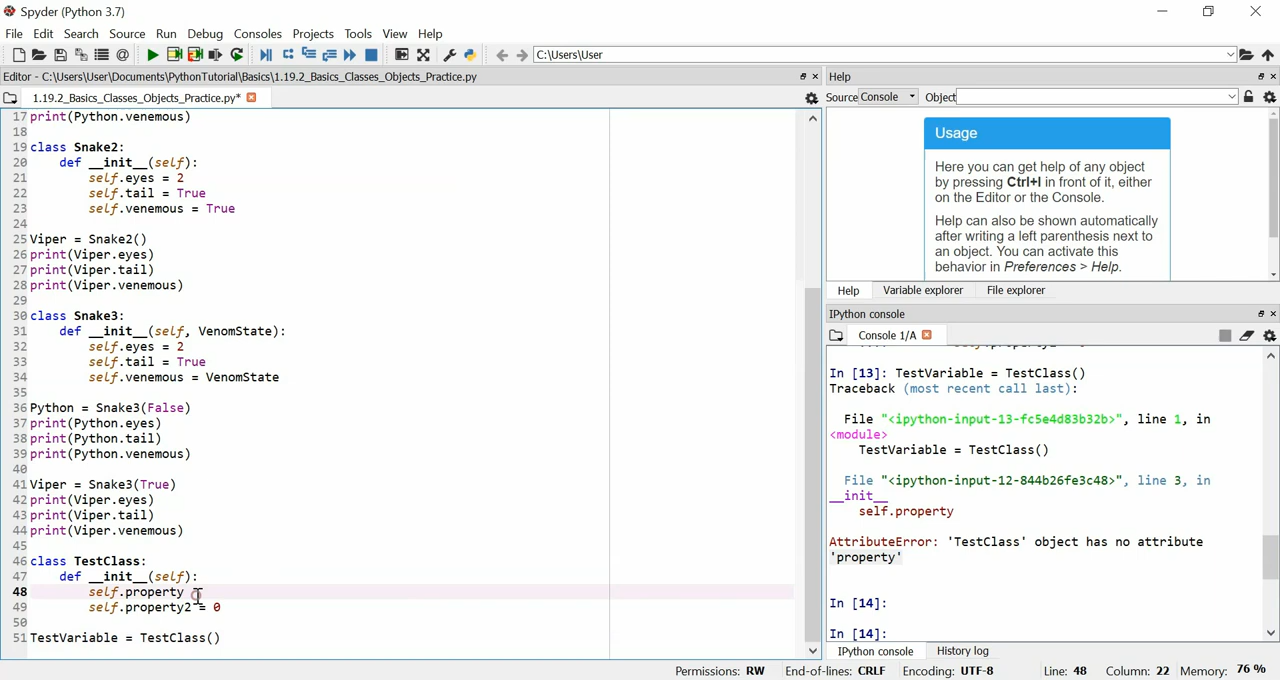 Spyder (Python 3.7)
File Edit Search Source Run Debug Consoles Projects Tools View Help
C:\Users\User
Editor - C:\Users\User\Documents\PythonTutorial\Basics\1.19.2_Basics_Classes_Objects_Practice.py
1.19.2_Basics_Classes_Objects_Practice.py*
17 print(Python.venemous)
18
19 class Snake2:
20 def __init__(self):
21 self.eyes = 2
22 self.tail = True
23 self.venemous = True
24
25 Viper = Snake2()
26 print(Viper.eyes)
27 print(Viper.tail)
28 print(Viper.venemous)
29
30 class Snake3:
31 def __init__(self, VenomState):
32 self.eyes = 2
33 self.tail = True
34 self.venemous = VenomState
35
36 Python = Snake3(False)
37 print(Python.eyes)
38 print(Python.tail)
39 print(Python.venemous)
40
41 Viper = Snake3(True)
42 print(Viper.eyes)
43 print(Viper.tail)
44 print(Viper.venemous)
45
46 class TestClass:
47 def __init__(self):
48 self.property
49 self.property2 = 0
50
51 TestVariable = TestClass()
Help
Source Console Object
Usage
Here you can get help of any object
by pressing Ctrl+I in front of it, either
on the Editor or the Console.
Help can also be shown automatically
after writing a left parenthesis next to
an object. You can activate this
behavior in Preferences > Help.
Help Variable explorer File explorer
IPython console
Console 1/A
In [13]: TestVariable = TestClass()
Traceback (most recent call last):
File "<ipython-input-13-fc5e4d83b32b>", line 1, in
<module>
TestVariable = TestClass()
File "<ipython-input-12-844b26fe3c48>", line 3, in
__init__
self.property
AttributeError: 'TestClass' object has no attribute
'property'
In [14]:
In [14]:
IPython console History log
Permissions: RW End-of-lines: CRLF Encoding: UTF-8 Line: 48 Column: 22 Memory: 76 %